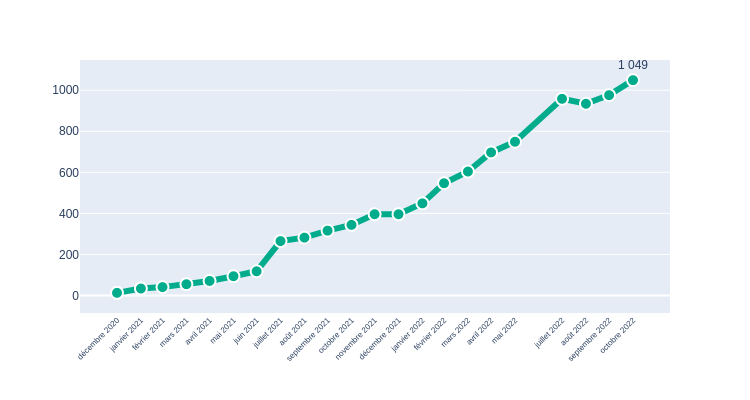 1 049
1000
800
600
400
200
0
décembre 2020
janvier 2021
février 2021
mars 2021
avril 2021
mai 2021
juin 2021
juillet 2021
août 2021
septembre 2021
octobre 2021
novembre 2021
décembre 2021
janvier 2022
février 2022
mars 2022
avril 2022
mai 2022
juillet 2022
août 2022
septembre 2022
octobre 2022